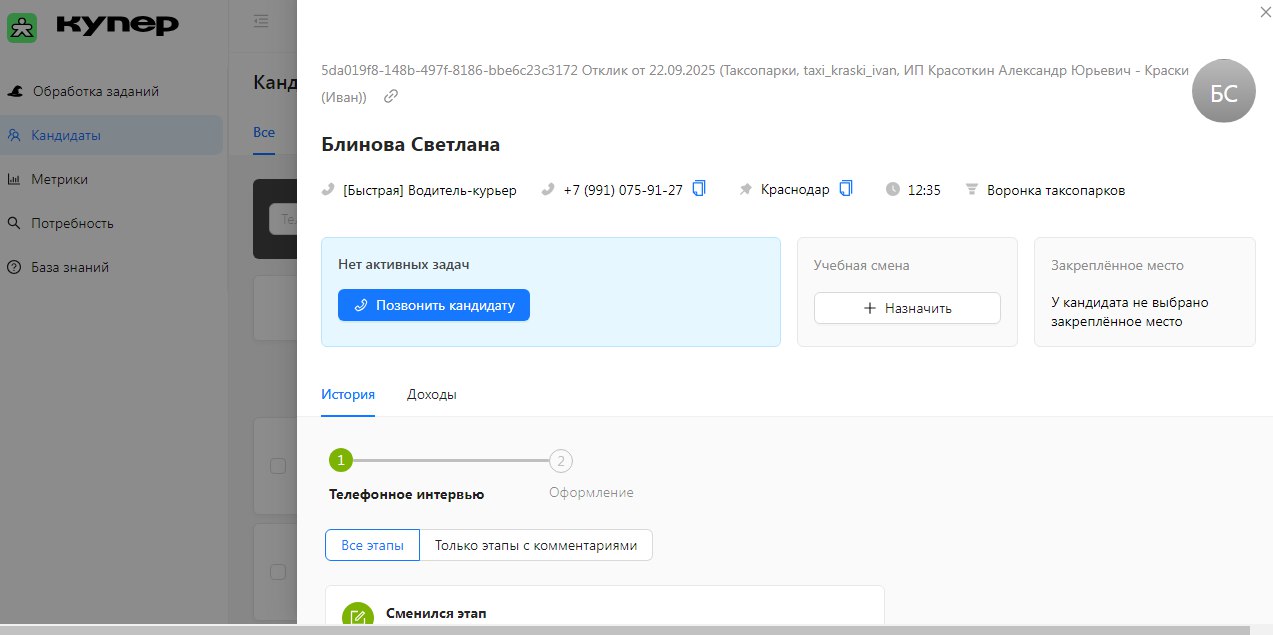 купер
Обработка заданий
Кандидаты
Метрики
Потребность
База знаний
Канд
Все
Те
5da019f8-148b-497f-8186-bbe6c23c3172 Отклик от 22.09.2025 (Таксопарки, taxi_kraski_ivan, ИП Красоткин Александр Юрьевич - Краски
(Иван))
БС
Блинова Светлана
[Быстрая] Водитель-курьер
+7 (991) 075-91-27
Краснодар
12:35
Воронка таксопарков
Нет активных задач
Позвонить кандидату
Учебная смена
+ Назначить
Закреплённое место
У кандидата не выбрано
закреплённое место
История
Доходы
1
2
Телефонное интервью
Оформление
Все этапы
Только этапы с комментариями
Сменился этап